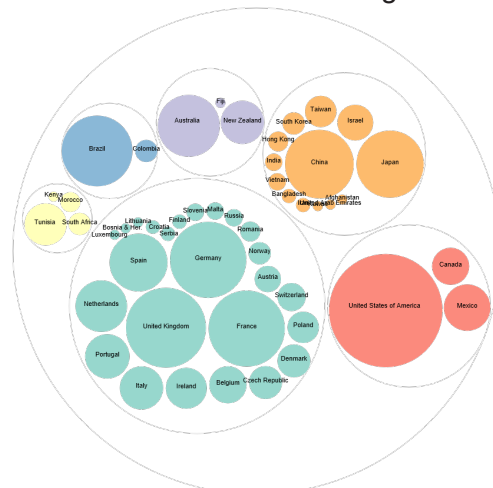 Fiji
Australia
New Zealand
Taiwan
South Korea
Israel
Hong Kong
China
Japan
India
Vietnam
Bangladesh
Afghanistan
United Arab Emirates
Brazil
Colombia
Kenya
Morocco
Tunisia
South Africa
Malta
Slovenia
Russia
Lithuania
Finland
Romania
Bosnia & Her.
Croatia
Serbia
Luxembourg
Norway
Spain
Germany
Austria
Switzerland
Netherlands
United Kingdom
France
Poland
Portugal
Denmark
Italy
Ireland
Belgium
Czech Republic
Canada
United States of America
Mexico